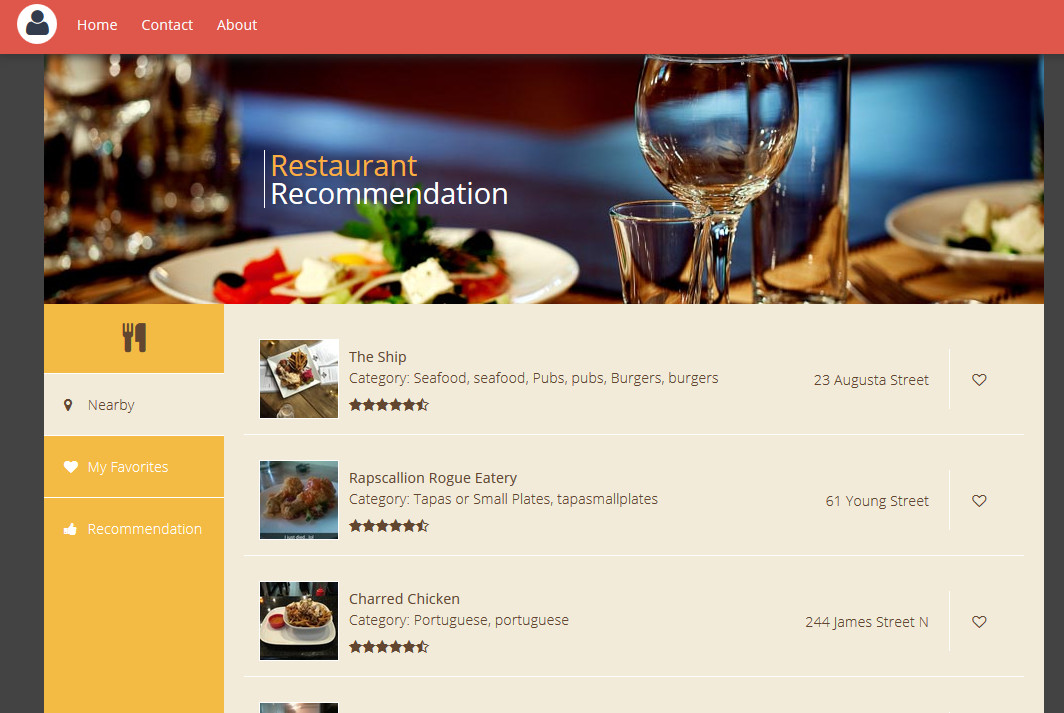 Home Contact About
Restaurant
Recommendation
Nearby
My Favorites
Recommendation
The Ship
Category: Seafood, seafood, Pubs, pubs, Burgers, burgers
23 Augusta Street
Rapscallion Rogue Eatery
Category: Tapas or Small Plates, tapasmallplates
61 Young Street
Charred Chicken
Category: Portuguese, portuguese
244 James Street N